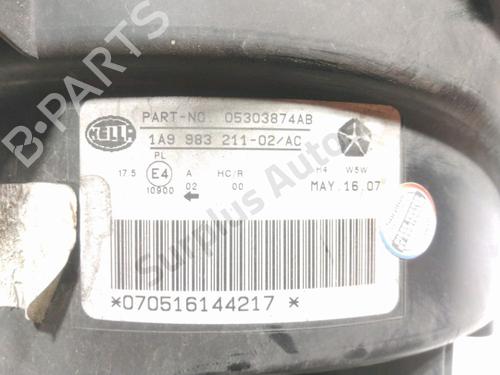 PART-NO. 05303874AB
HELLA
1A9 983 211-02/AC
PL
17.5 E4 A HC/R H4 W5W
10900 02 00 MAY.16.07
*070516144217 *
B-PARTS
Surplus Autos